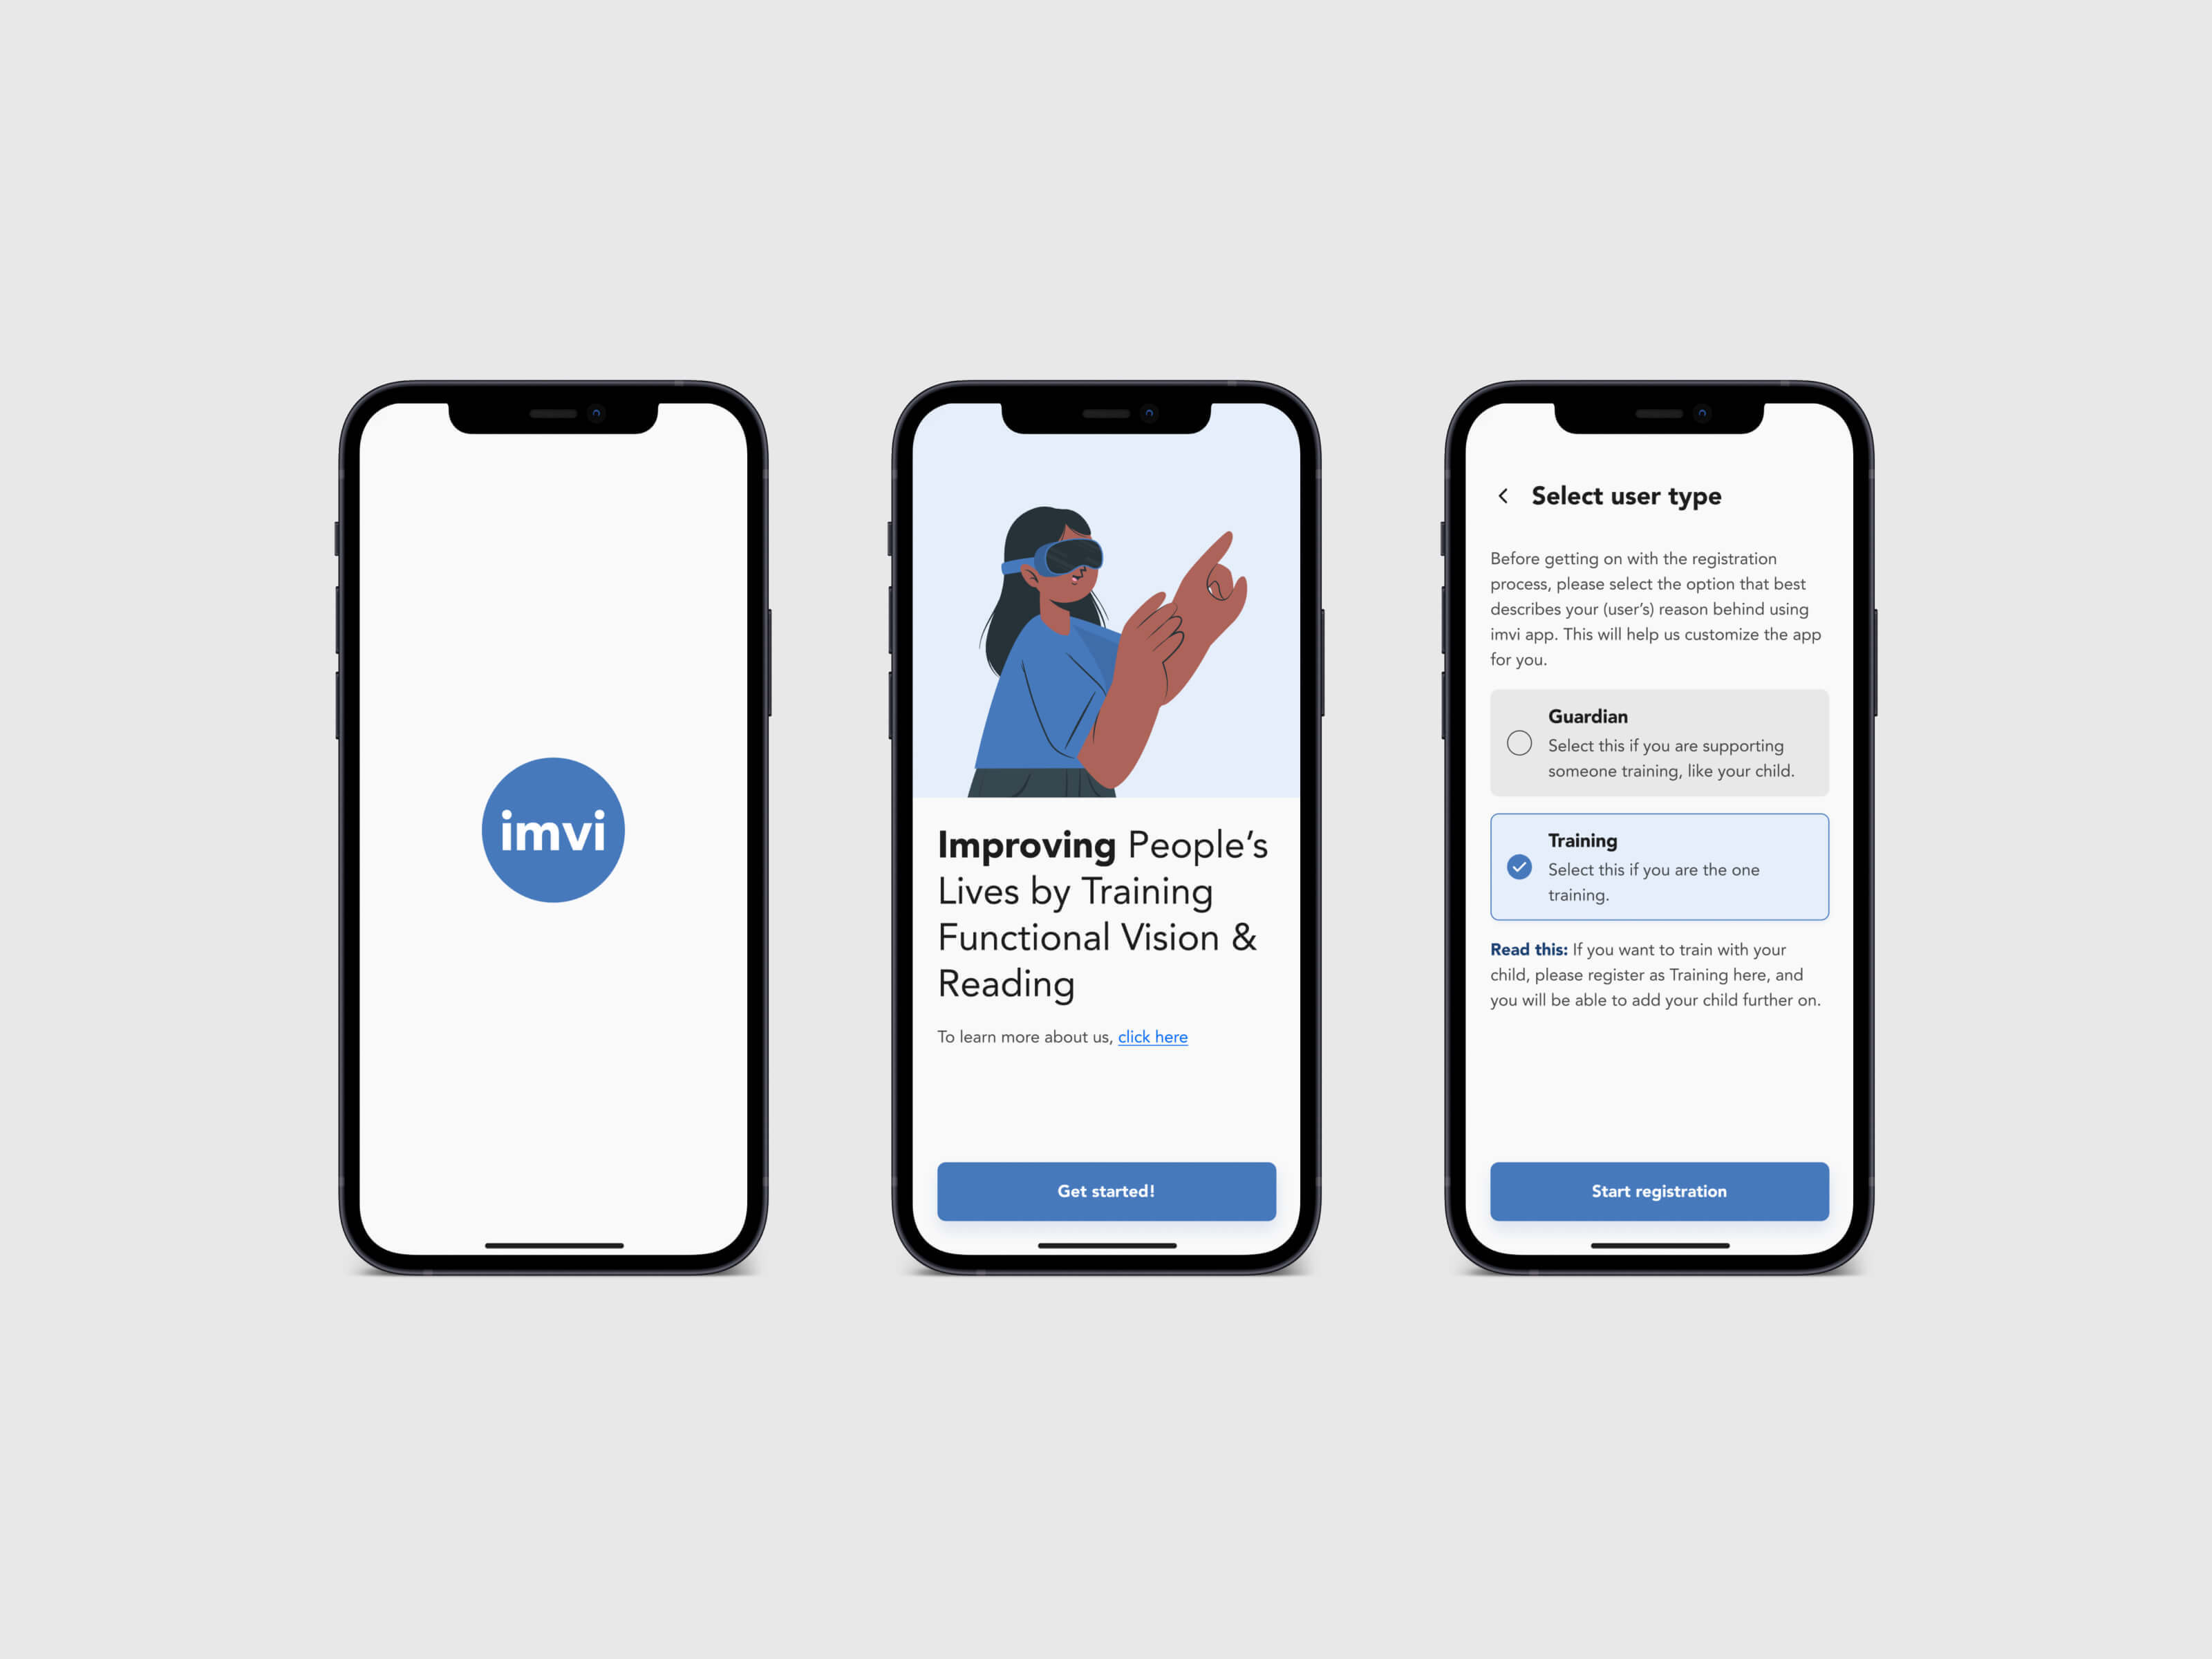 imvi
Improving People’s
Lives by Training
Functional Vision &
Reading
To learn more about us, click here
Get started!
Select user type
Before getting on with the registration
process, please select the option that best
describes your (user’s) reason behind using
imvi app. This will help us customize the app
for you.
Guardian
Select this if you are supporting
someone training, like your child.
Training
Select this if you are the one
training.
Read this: If you want to train with your
child, please register as Training here, and
you will be able to add your child further on.
Start registration